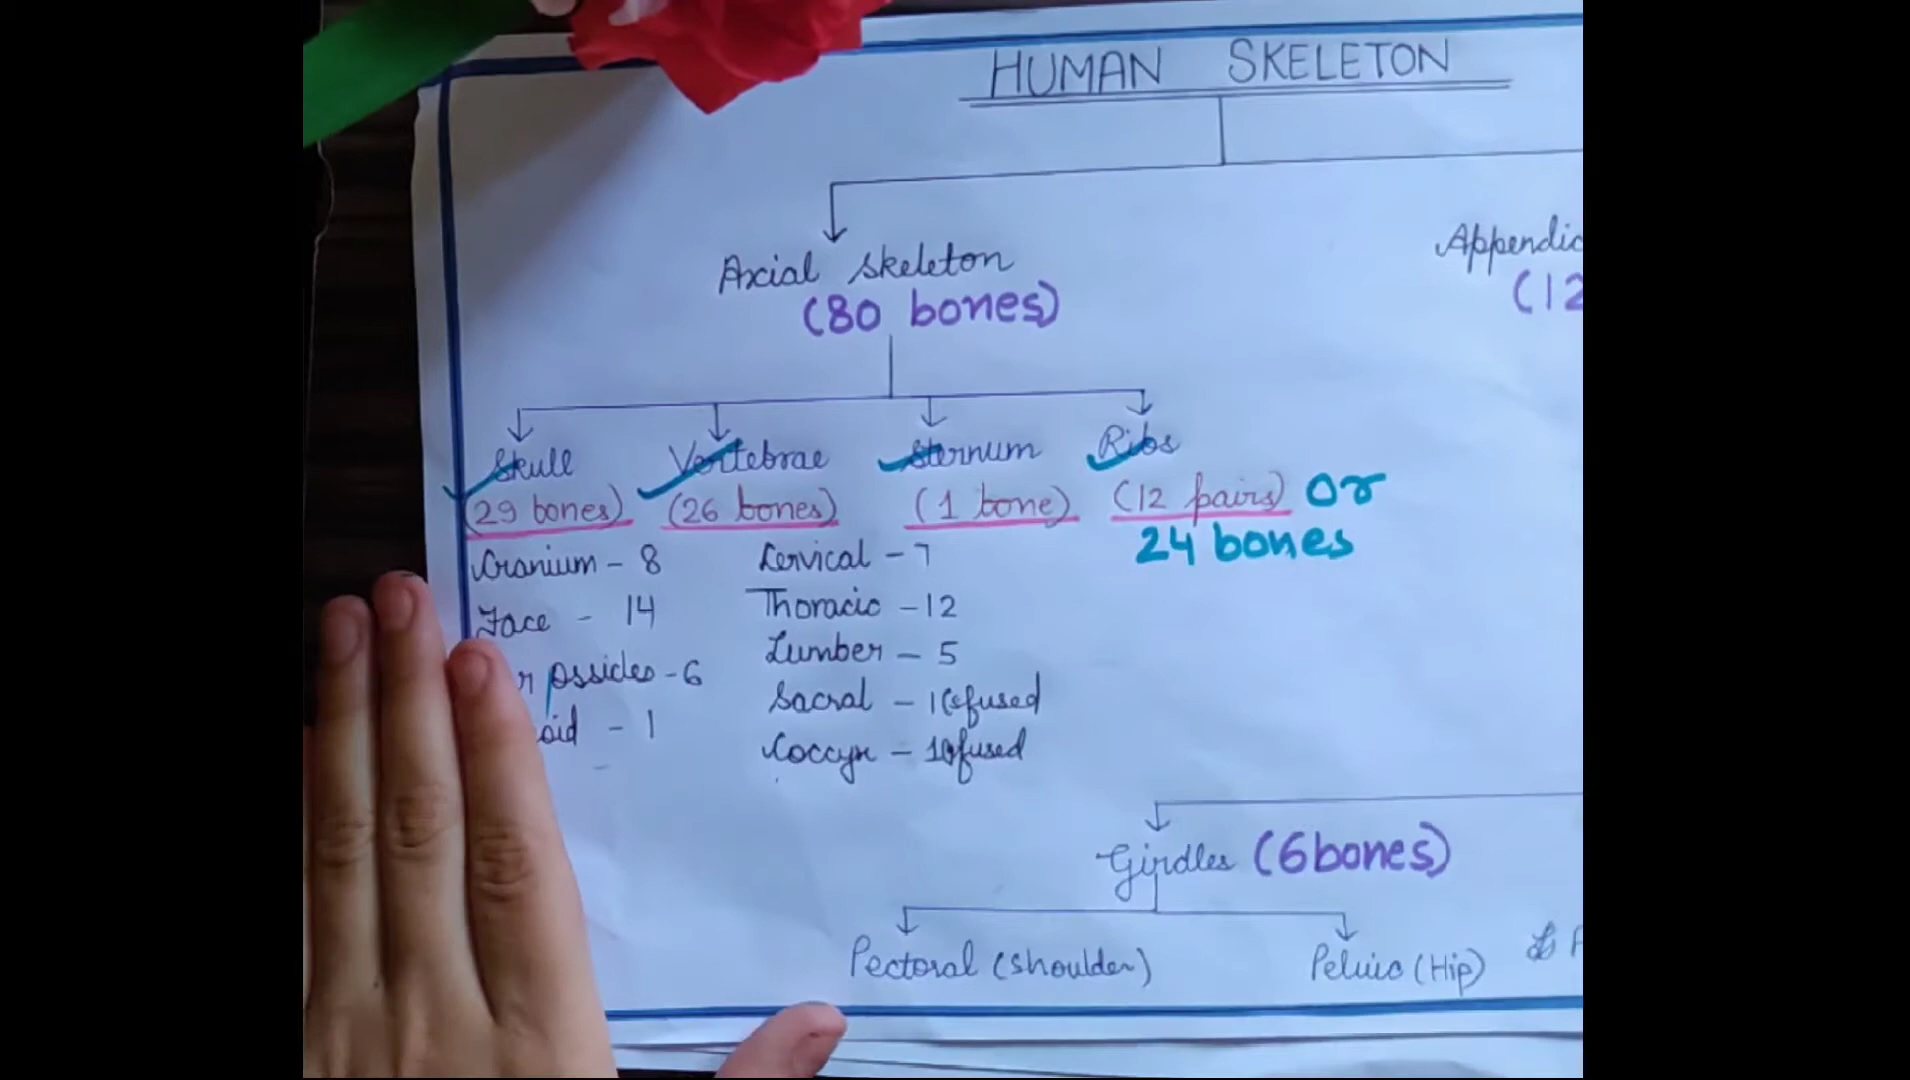 HUMAN SKELETON
Axial Skeleton
(80 bones)
Appendic
(12
Skull
(29 bones)
Cranium - 8
Face - 14
r ossicles - 6
oid - 1
Vertebrae
(26 bones)
Cervical - 7
Thoracic - 12
Lumber - 5
Sacral - 1 fused
Coccyx - 1 fused
Sternum
(1 bone)
Ribs
(12 pairs) or
24 bones
Girdles (6 bones)
Pectoral (shoulder)
Pelvic (Hip)